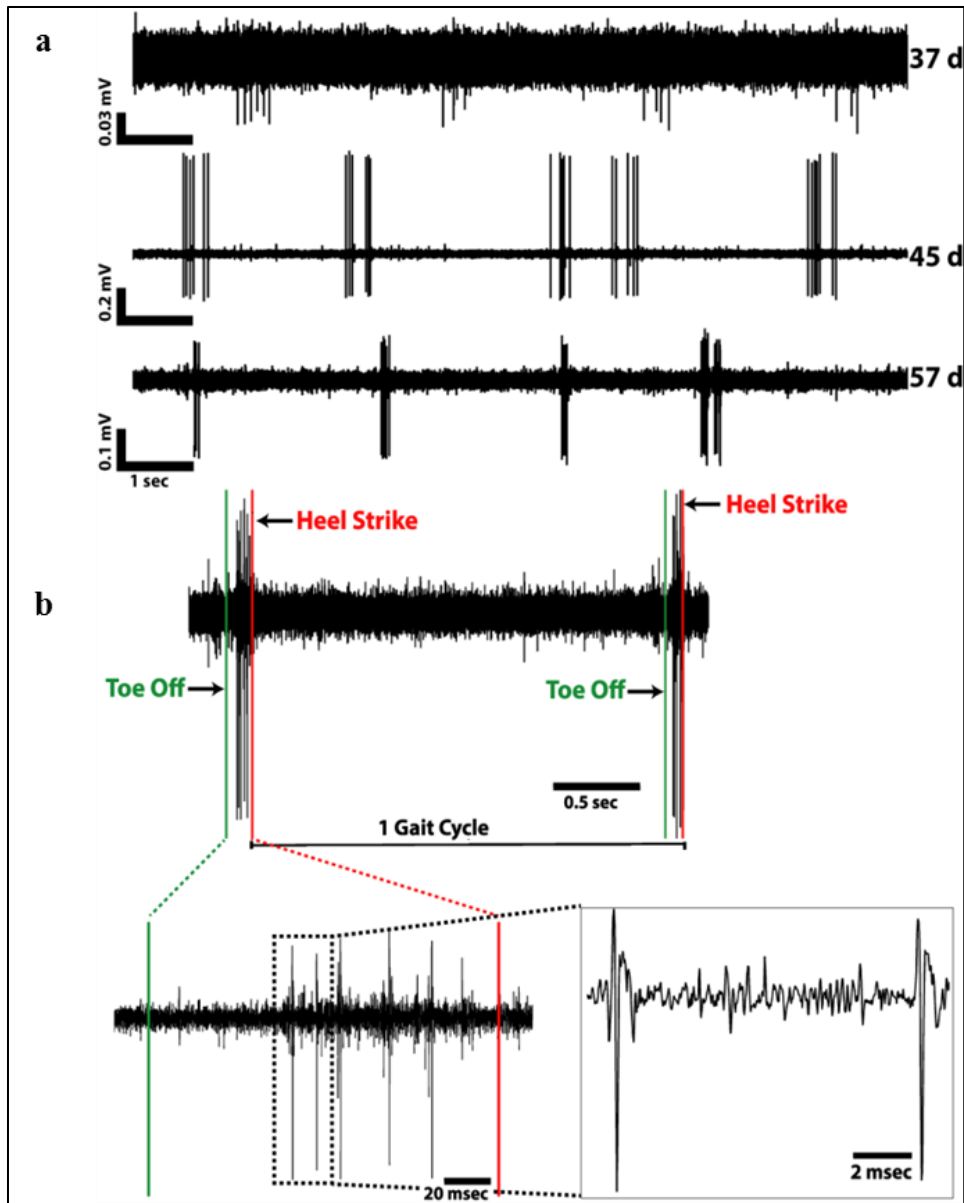 a
37 d
0.03 mV
45 d
0.2 mV
57 d
0.1 mV
1 sec
Heel Strike
Heel Strike
b
Toe Off
Toe Off
0.5 sec
1 Gait Cycle
20 msec
2 msec